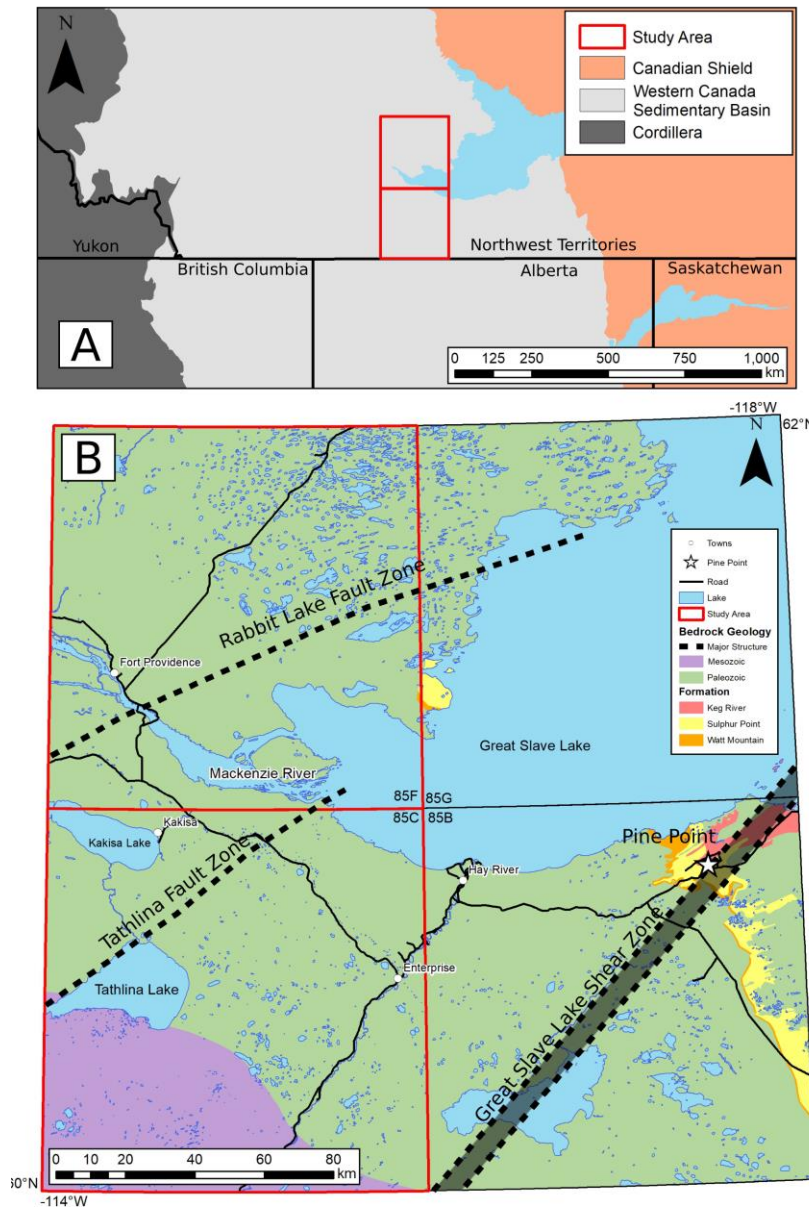 N
Study Area
Canadian Shield
Western Canada
Sedimentary Basin
Cordillera
Yukon
Northwest Territories
British Columbia
Alberta
Saskatchewan
A
0 125 250 500 750 1,000
km
-118°W
62°N
B
N
Towns
Pine Point
Road
Lake
Study Area
Bedrock Geology
Major Structure
Mesozoic
Paleozoic
Formation
Keg River
Sulphur Point
Watt Mountain
Rabbit Lake Fault Zone
Fort Providence
Great Slave Lake
Mackenzie River
85F 85G
85C 85B
Kakisa
Kakisa Lake
Pine Point
Tathlina Fault Zone
Hay River
Enterprise
Tathlina Lake
Great Slave Lake Shear Zone
0 10 20 40 60 80
km
60°N
-114°W